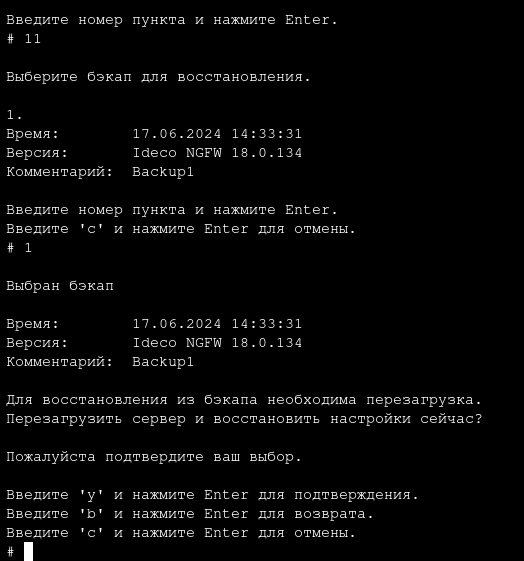 Введите номер пункта и нажмите Enter.
# 11
Выберите бэкап для восстановления.
1.
Время: 17.06.2024 14:33:31
Версия: Ideco NGFW 18.0.134
Комментарий: Backup1
Введите номер пункта и нажмите Enter.
Введите 'c' и нажмите Enter для отмены.
# 1
Выбран бэкап
Время: 17.06.2024 14:33:31
Версия: Ideco NGFW 18.0.134
Комментарий: Backup1
Для восстановления из бэкапа необходима перезагрузка.
Перезагрузить сервер и восстановить настройки сейчас?
Пожалуйста подтвердите ваш выбор.
Введите 'y' и нажмите Enter для подтверждения.
Введите 'b' и нажмите Enter для возврата.
Введите 'c' и нажмите Enter для отмены.
#